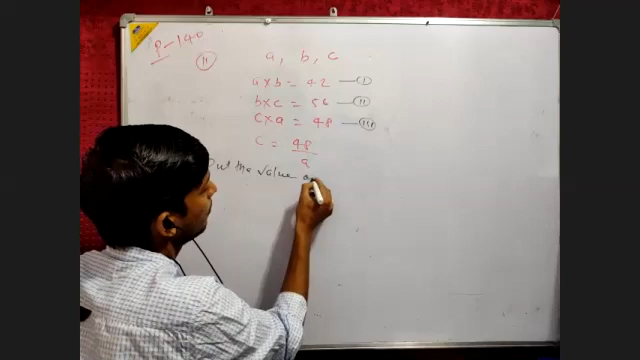 P-140
11
a, b, c
a×b = 42 —(I)
b×c = 56 —(II)
c×a = 48 —(III)
c = 48/a
Put the value o